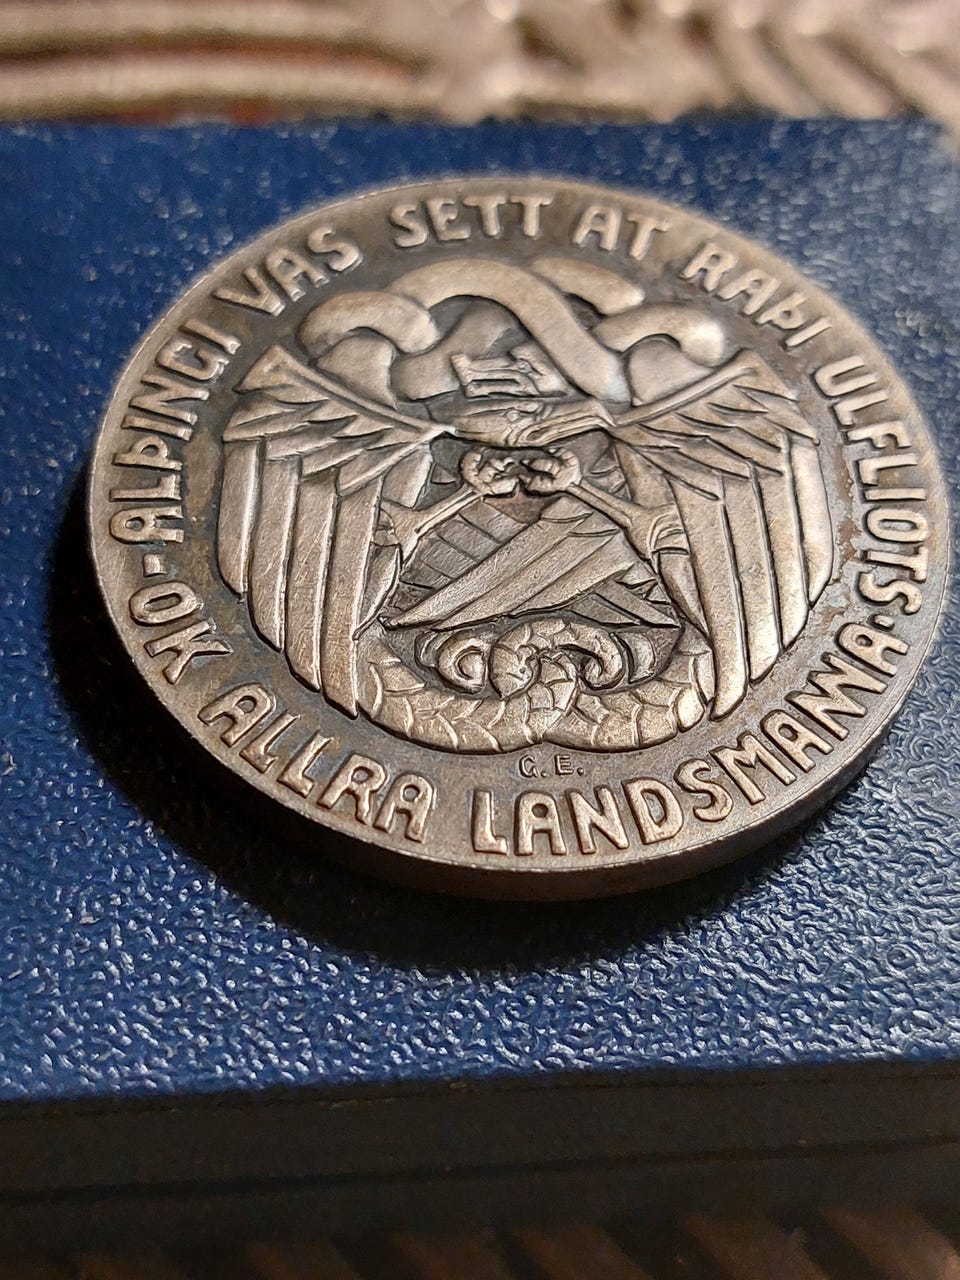 ·ALÞINGI VAS SETT AT RAÞI ULFLIOTS·
OK ALLRA LANDSMANNA
G. E.